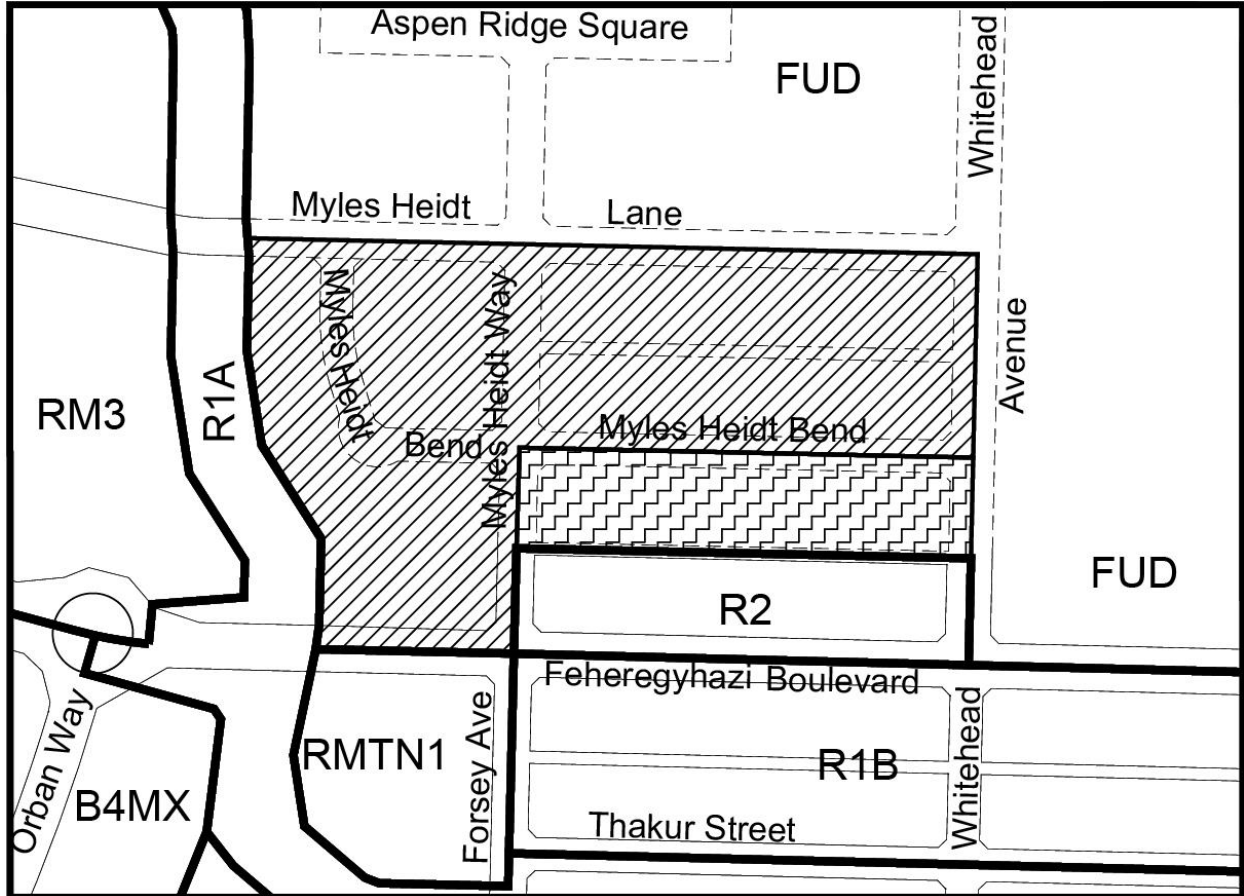 Aspen Ridge Square
FUD
Whitehead
Myles Heidt
Lane
Myles Heidt
Myles Heidt Way
Avenue
R1A
RM3
Bend
Myles Heidt Bend
FUD
R2
Feheregyhazi Boulevard
Forsey Ave
Whitehead
Orban Way
RMTN1
R1B
B4MX
Thakur Street